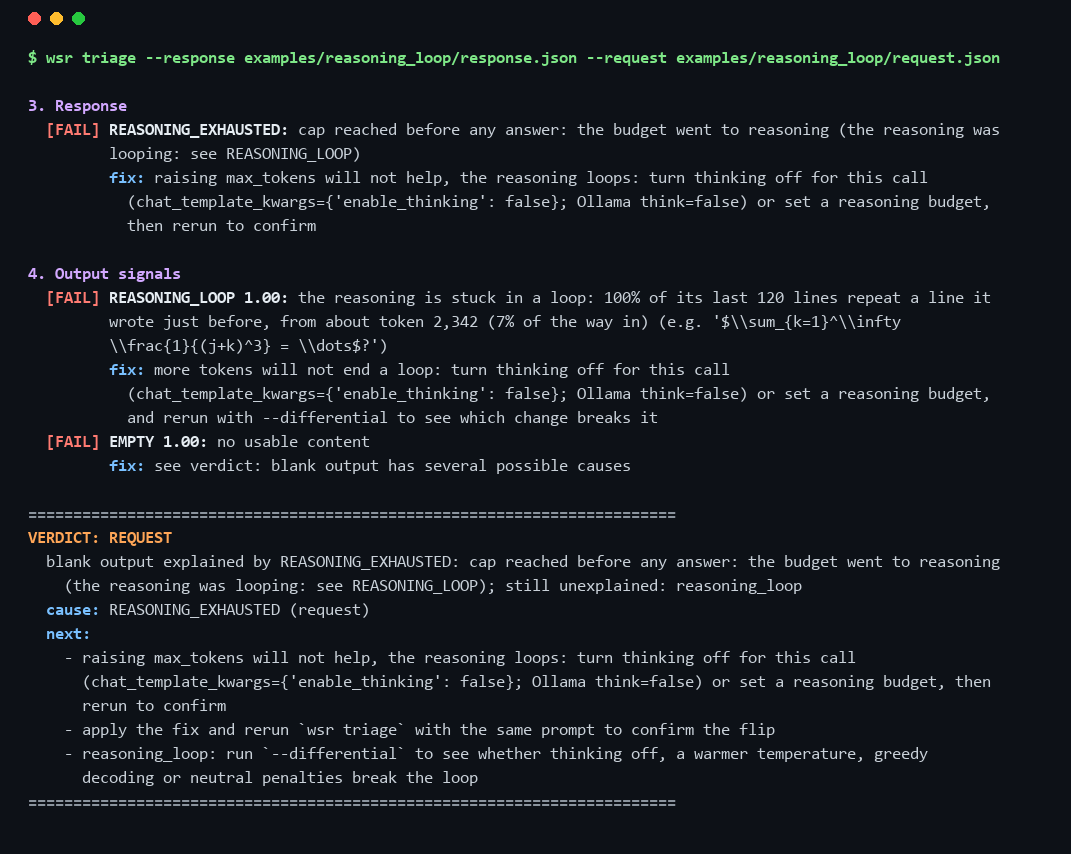 $ wsr triage --response examples/reasoning_loop/response.json --request examples/reasoning_loop/request.json
3. Response
[FAIL] REASONING_EXHAUSTED: cap reached before any answer: the budget went to reasoning (the reasoning was
looping: see REASONING_LOOP)
fix: raising max_tokens will not help, the reasoning loops: turn thinking off for this call
(chat_template_kwargs={'enable_thinking': false}; Ollama think=false) or set a reasoning budget,
then rerun to confirm
4. Output signals
[FAIL] REASONING_LOOP 1.00: the reasoning is stuck in a loop: 100% of its last 120 lines repeat a line it
wrote just before, from about token 2,342 (7% of the way in) (e.g. '$\\sum_{k=1}^\\infty
\\frac{1}{(j+k)^3} = \\dots$?')
fix: more tokens will not end a loop: turn thinking off for this call
(chat_template_kwargs={'enable_thinking': false}; Ollama think=false) or set a reasoning budget,
and rerun with --differential to see which change breaks it
[FAIL] EMPTY 1.00: no usable content
fix: see verdict: blank output has several possible causes
========================================================================
VERDICT: REQUEST
blank output explained by REASONING_EXHAUSTED: cap reached before any answer: the budget went to reasoning
(the reasoning was looping: see REASONING_LOOP); still unexplained: reasoning_loop
cause: REASONING_EXHAUSTED (request)
next:
- raising max_tokens will not help, the reasoning loops: turn thinking off for this call
(chat_template_kwargs={'enable_thinking': false}; Ollama think=false) or set a reasoning budget, then
rerun to confirm
- apply the fix and rerun `wsr triage` with the same prompt to confirm the flip
- reasoning_loop: run `--differential` to see whether thinking off, a warmer temperature, greedy
decoding or neutral penalties break the loop
========================================================================